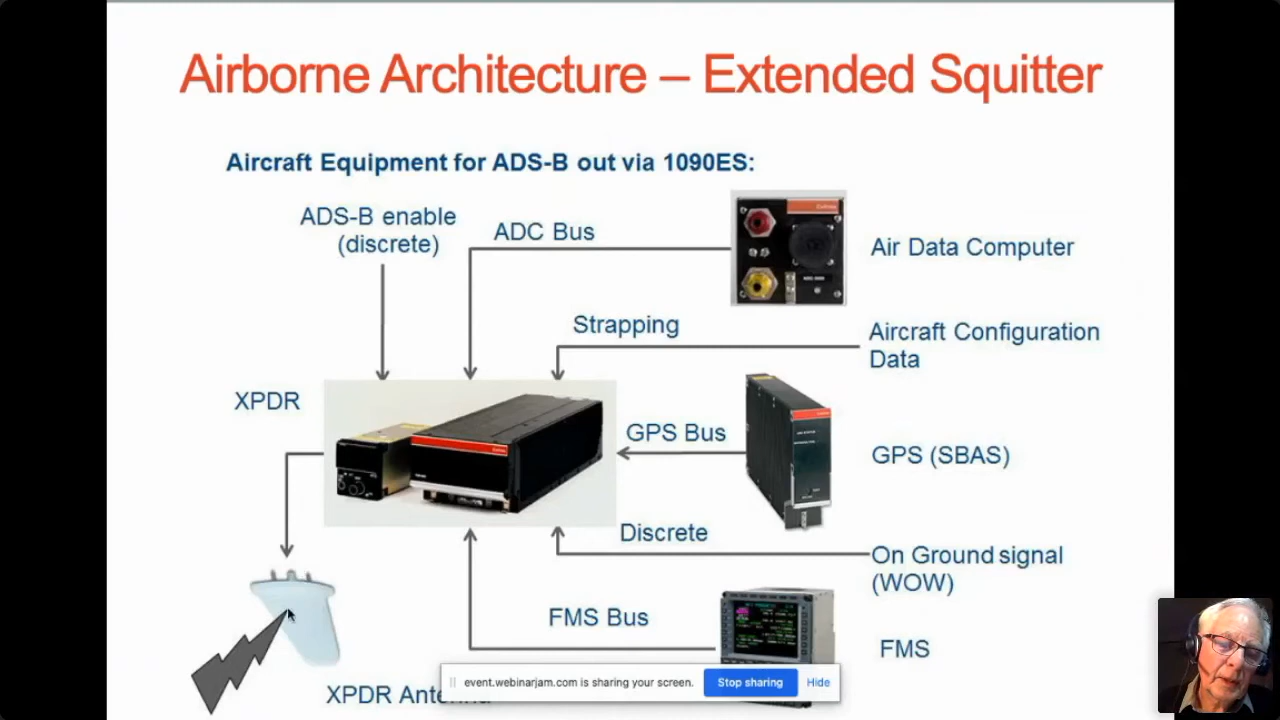 Airborne Architecture – Extended Squitter
Aircraft Equipment for ADS-B out via 1090ES:
ADS-B enable
(discrete)
ADC Bus
Air Data Computer
Strapping
Aircraft Configuration
Data
XPDR
GPS Bus
GPS (SBAS)
Discrete
On Ground signal
(WOW)
FMS Bus
FMS
event.webinarjam.com is sharing your screen.
Stop sharing
Hide
XPDR